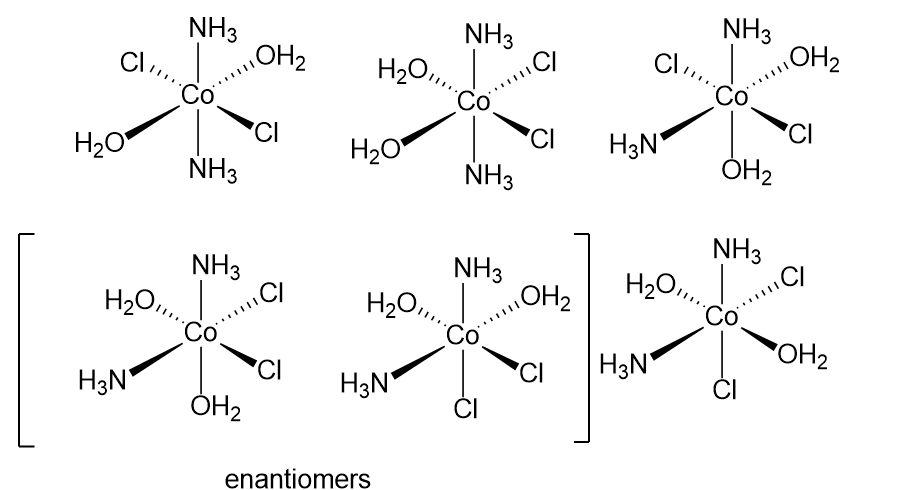 NH3 NH3 NH3
Cl OH2 H2O Cl Cl OH2
Co Co Co
H2O Cl H2O Cl H3N Cl
NH3 NH3 OH2
NH3 NH3 NH3
H2O Cl H2O OH2 H2O Cl
Co Co Co
H3N Cl H3N Cl H3N OH2
OH2 Cl Cl
enantiomers